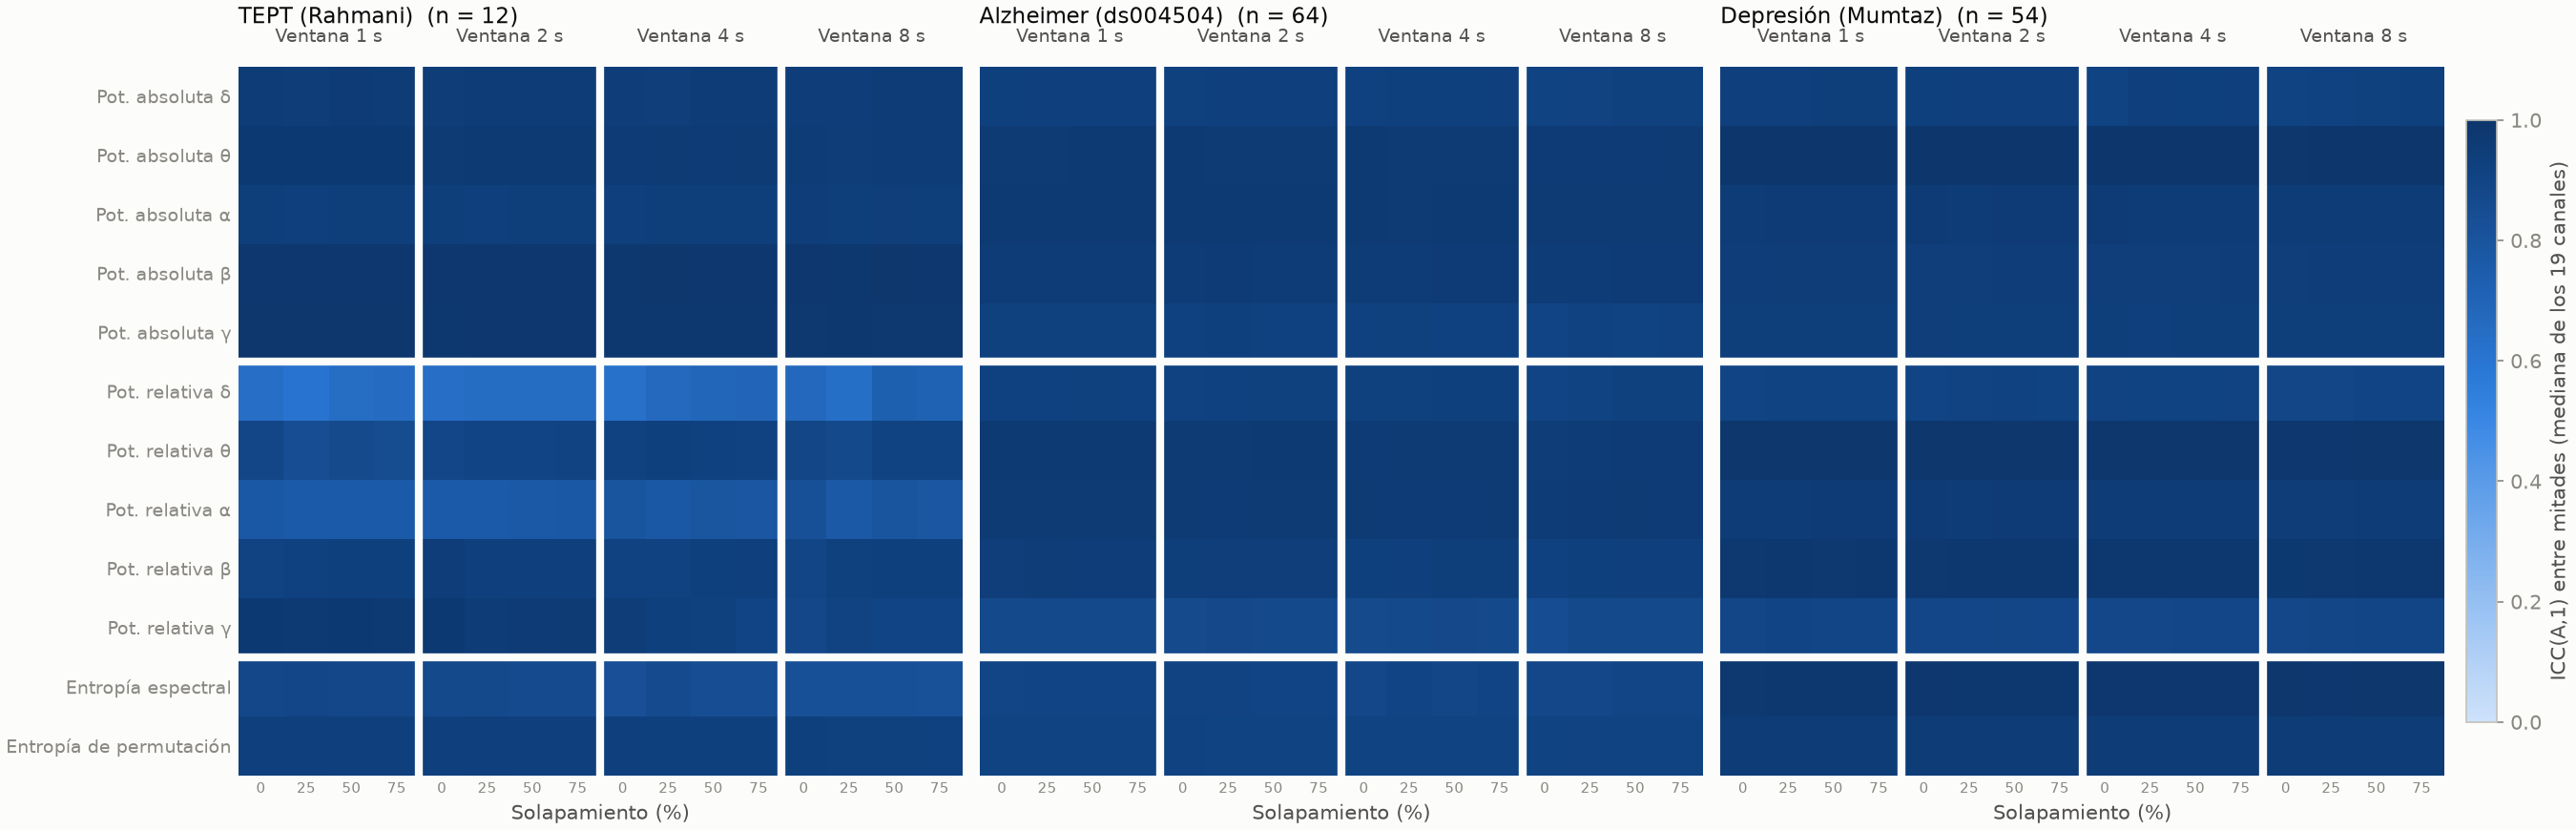 TEPT (Rahmani)  (n = 12)
Alzheimer (ds004504)  (n = 64)
Depresión (Mumtaz)  (n = 54)
Ventana 1 s
Ventana 2 s
Ventana 4 s
Ventana 8 s
Ventana 1 s
Ventana 2 s
Ventana 4 s
Ventana 8 s
Ventana 1 s
Ventana 2 s
Ventana 4 s
Ventana 8 s
Pot. absoluta δ
Pot. absoluta θ
Pot. absoluta α
Pot. absoluta β
Pot. absoluta γ
Pot. relativa δ
Pot. relativa θ
Pot. relativa α
Pot. relativa β
Pot. relativa γ
Entropía espectral
Entropía de permutación
0 25 50 75
0 25 50 75
0 25 50 75
0 25 50 75
0 25 50 75
0 25 50 75
0 25 50 75
0 25 50 75
0 25 50 75
0 25 50 75
0 25 50 75
0 25 50 75
Solapamiento (%)
Solapamiento (%)
Solapamiento (%)
1.0
0.8
0.6
0.4
0.2
0.0
ICC(A,1) entre mitades (mediana de los 19 canales)